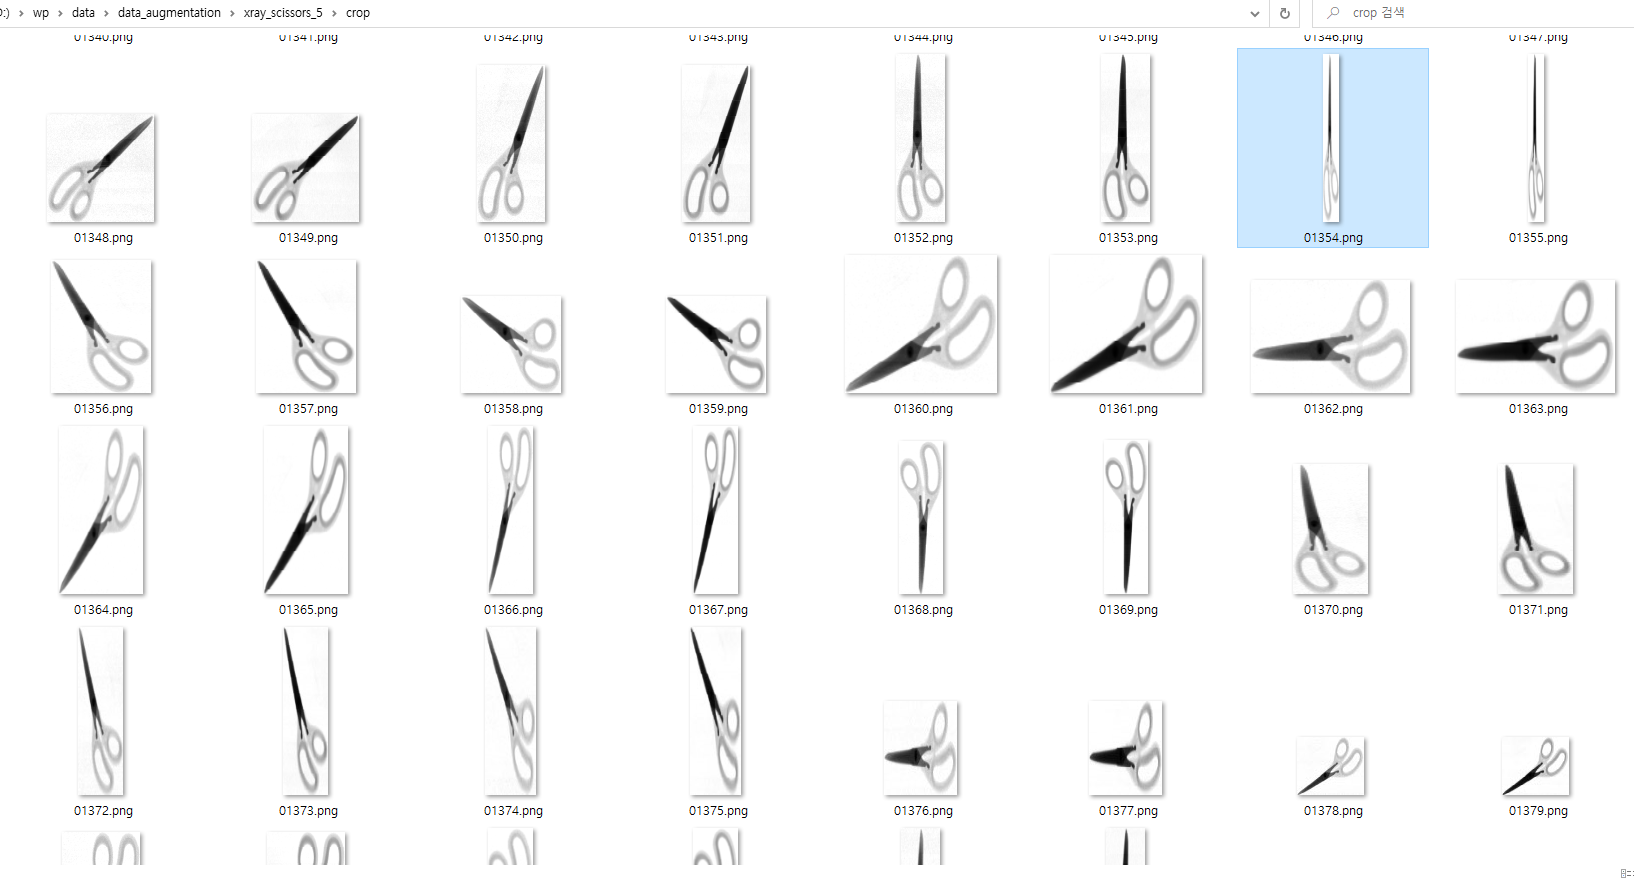 :) > wp > data > data_augmentation > xray_scissors_5 > crop
crop 검색
01340.png 01341.png 01342.png 01343.png 01344.png 01345.png 01346.png 01347.png
01348.png 01349.png 01350.png 01351.png 01352.png 01353.png 01354.png 01355.png
01356.png 01357.png 01358.png 01359.png 01360.png 01361.png 01362.png 01363.png
01364.png 01365.png 01366.png 01367.png 01368.png 01369.png 01370.png 01371.png
01372.png 01373.png 01374.png 01375.png 01376.png 01377.png 01378.png 01379.png